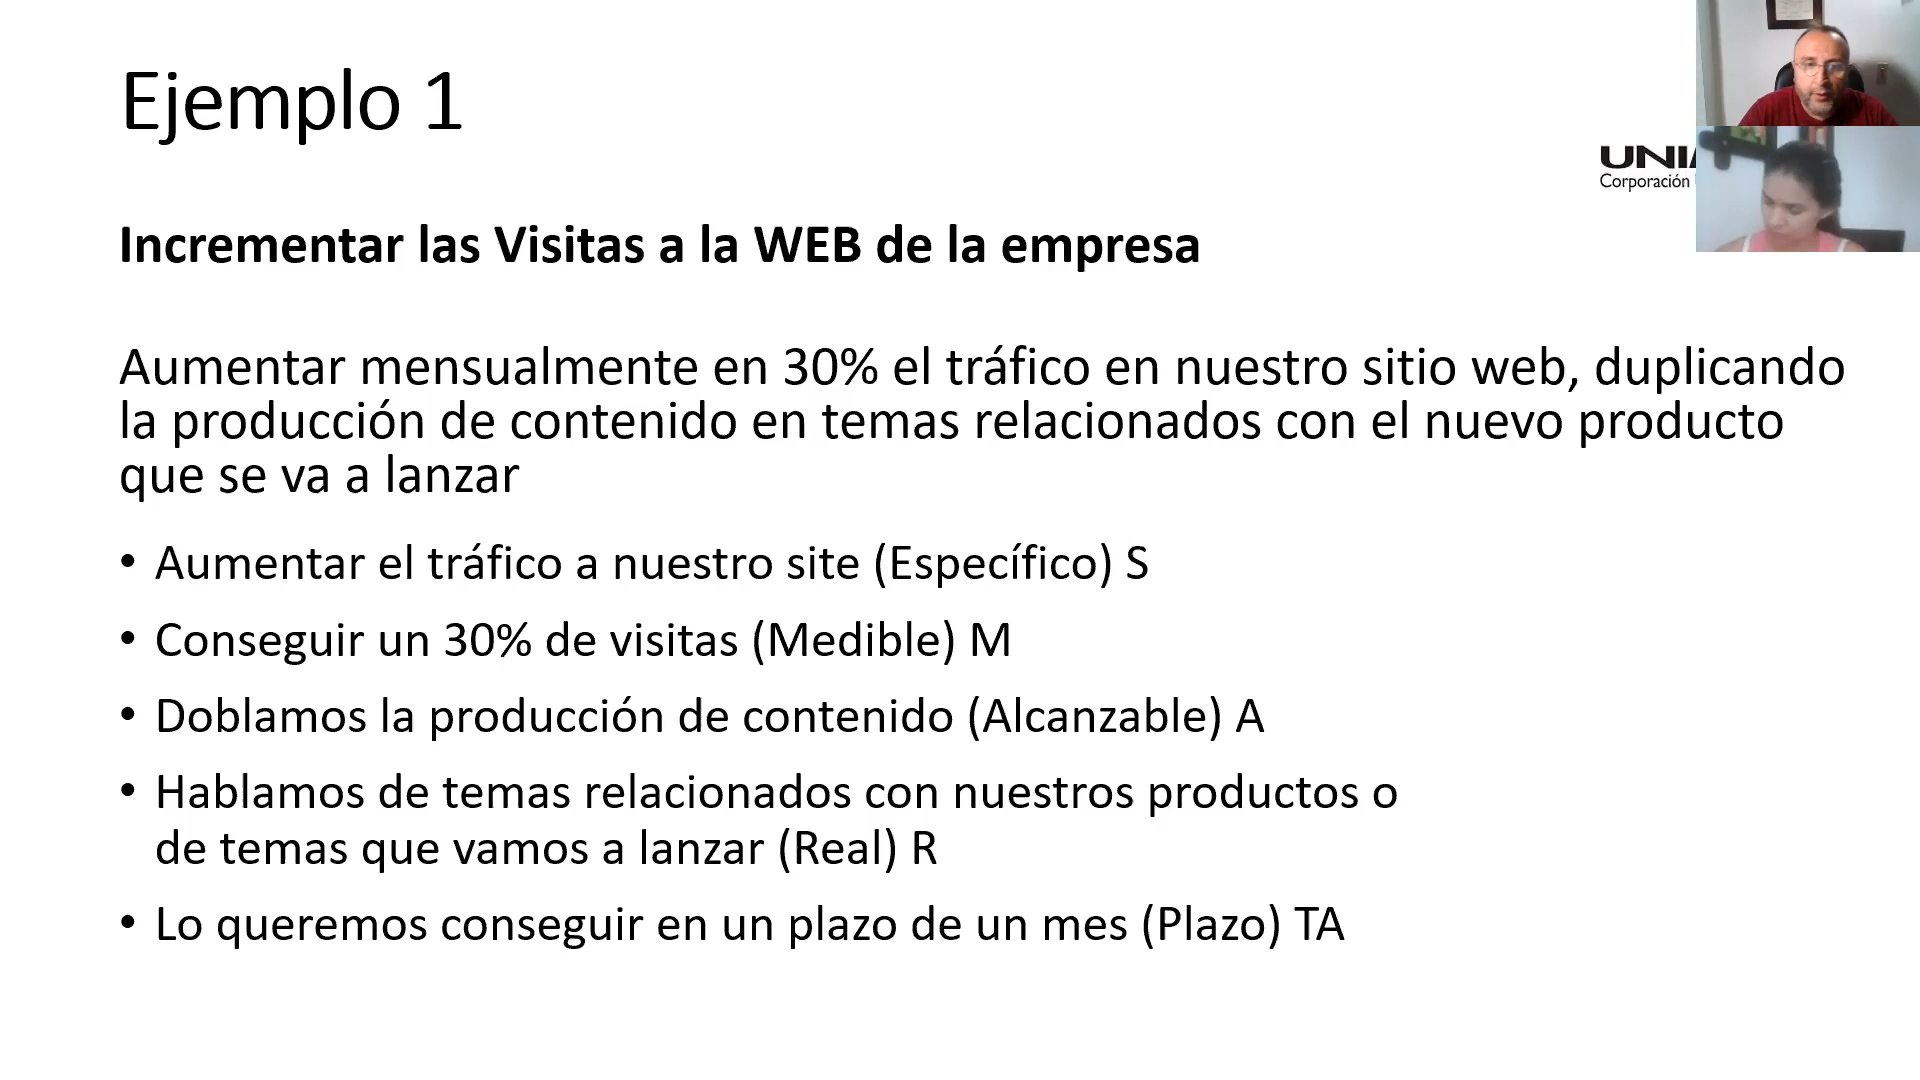 Ejemplo 1
Corporación
Incrementar las Visitas a la WEB de la empresa
Aumentar mensualmente en 30% el tráfico en nuestro sitio web, duplicando
la producción de contenido en temas relacionados con el nuevo producto
que se va a lanzar
• Aumentar el tráfico a nuestro site (Específico) S
• Conseguir un 30% de visitas (Medible) M
• Doblamos la producción de contenido (Alcanzable) A
• Hablamos de temas relacionados con nuestros productos o
de temas que vamos a lanzar (Real) R
• Lo queremos conseguir en un plazo de un mes (Plazo) TA